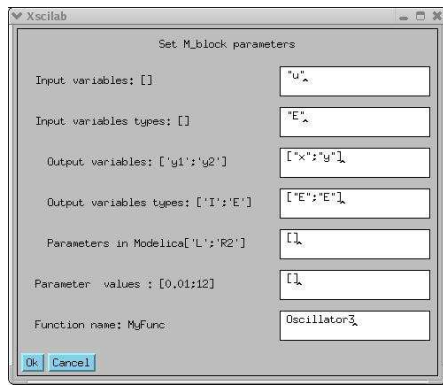 Xscilab
Set M_block parameters
Input variables: [] "u"
Input variables types: [] "E"
Output variables: ['y1';'y2'] ["x";"y"]
Output variables types: ['I';'E'] ["E";"E"]
Parameters in Modelica['L';'R2'] []
Parameter values : [0.01;12] []
Function name: MyFunc Oscillator3
Ok Cancel